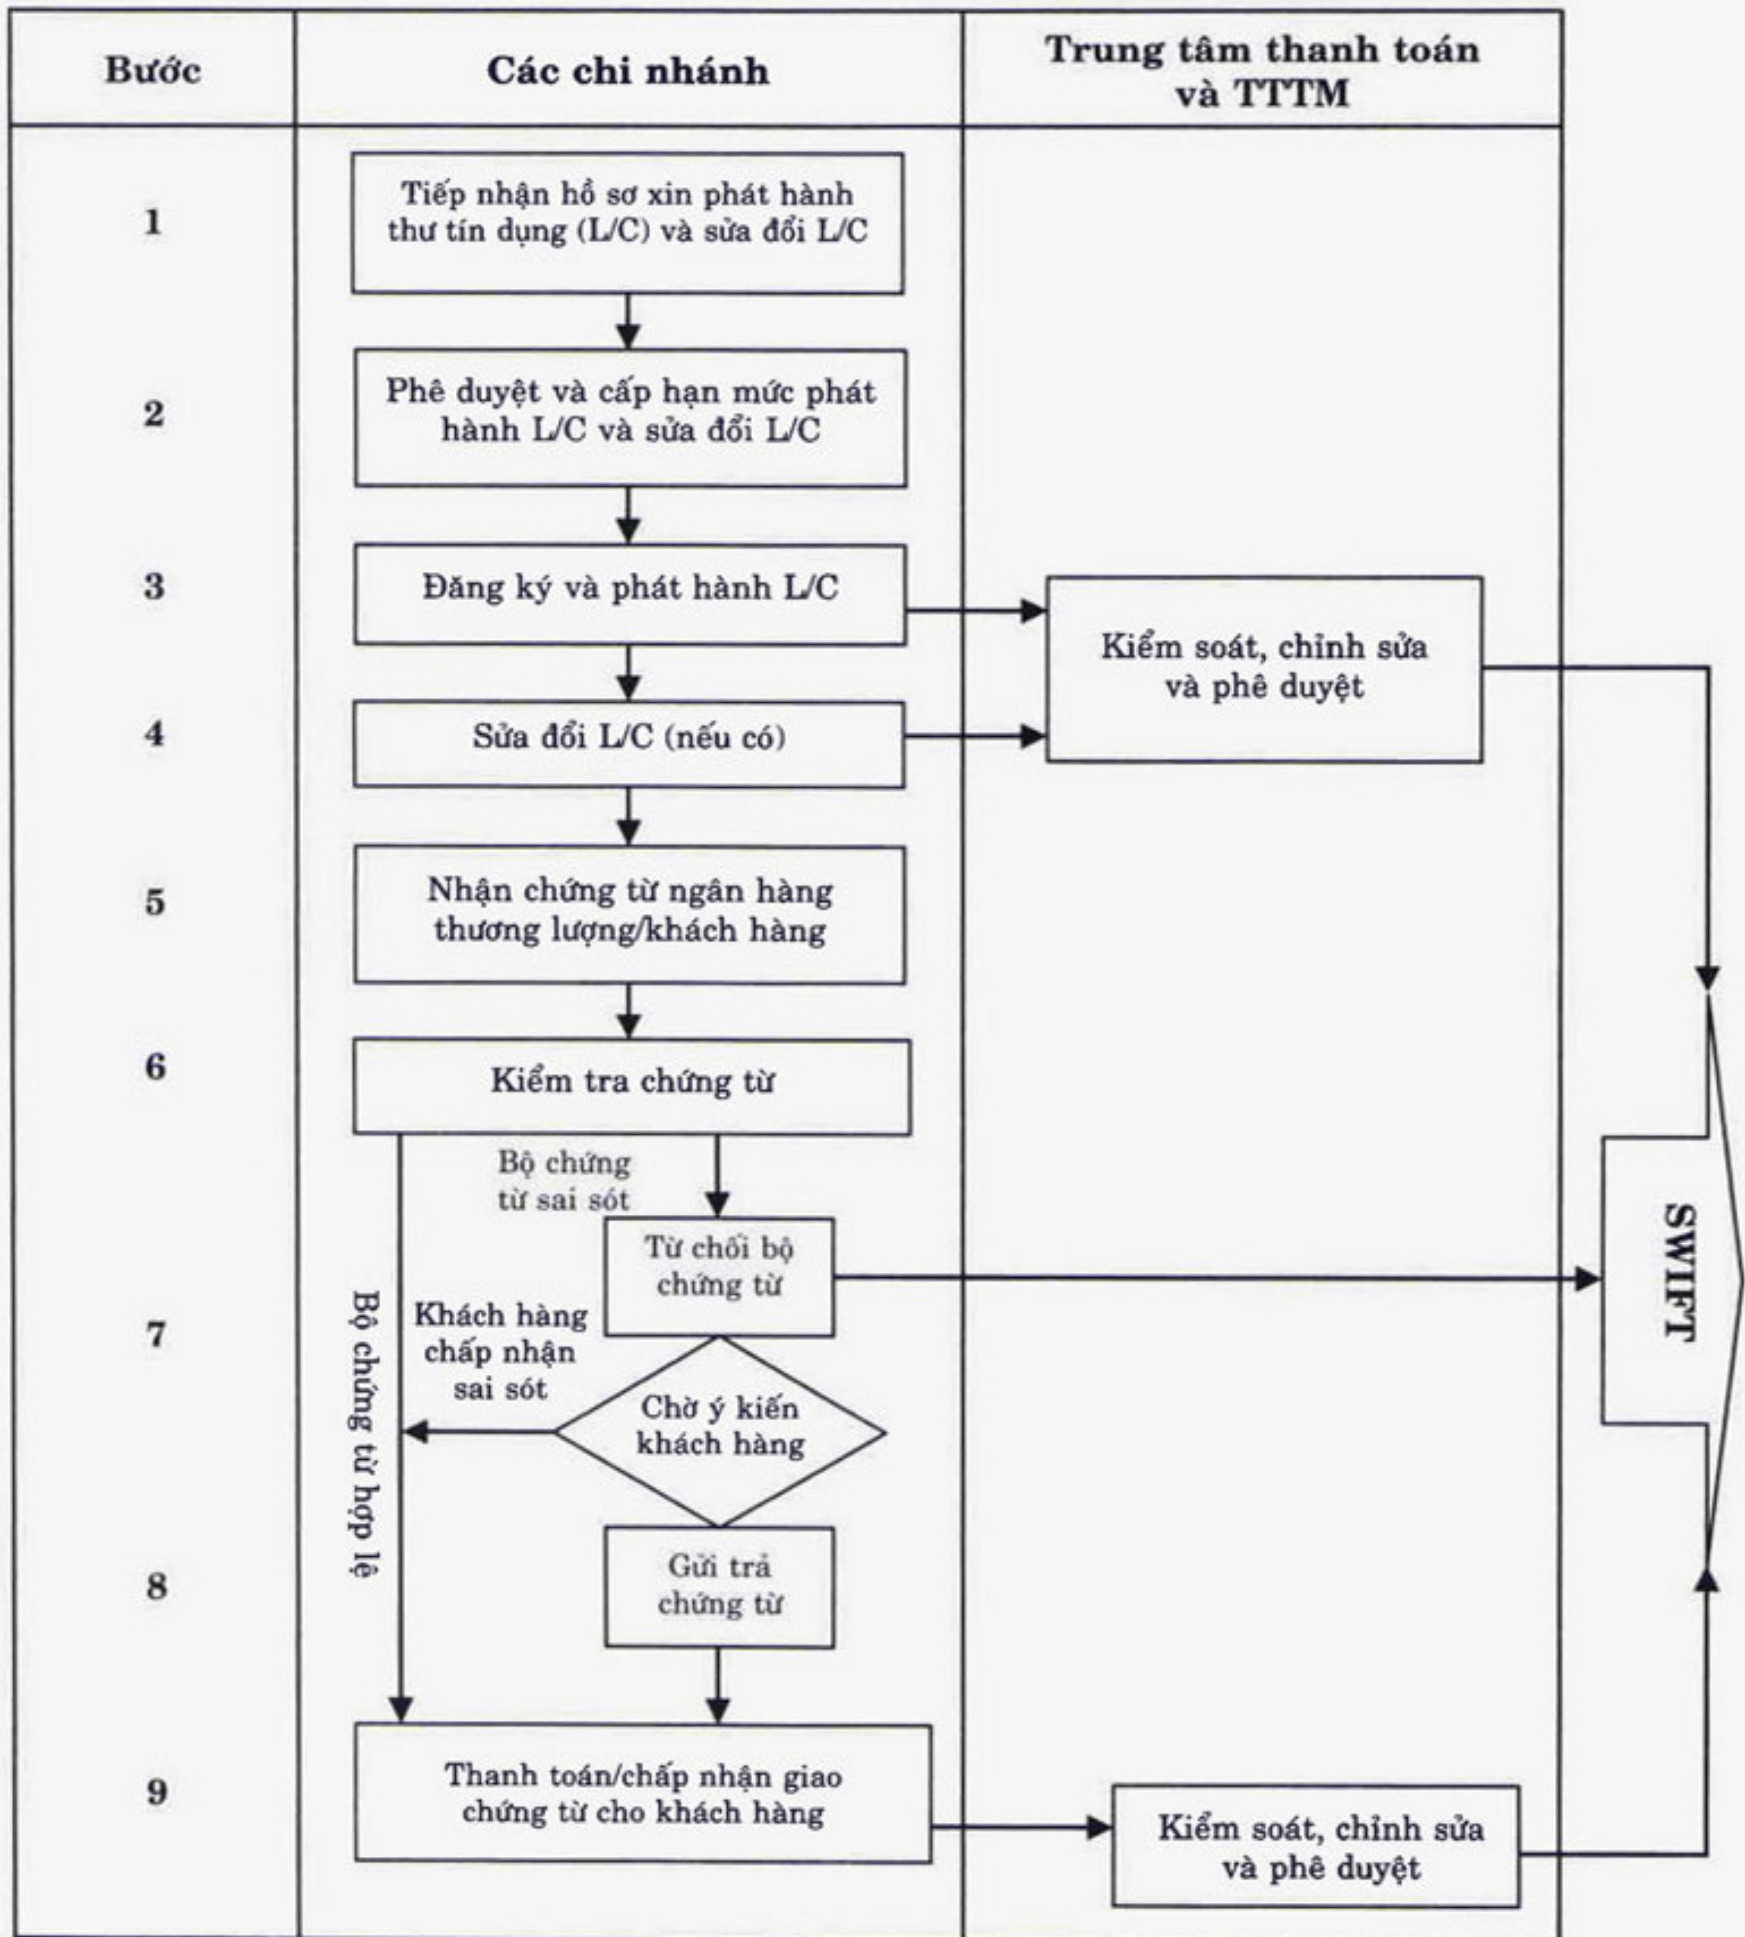 Bước
Các chi nhánh
Trung tâm thanh toán
và TTTM
1
Tiếp nhận hồ sơ xin phát hành
thư tín dụng (L/C) và sửa đổi L/C
2
Phê duyệt và cấp hạn mức phát
hành L/C và sửa đổi L/C
3
Đăng ký và phát hành L/C
Kiểm soát, chỉnh sửa
và phê duyệt
4
Sửa đổi L/C (nếu có)
5
Nhận chứng từ ngân hàng
thương lượng/khách hàng
6
Kiểm tra chứng từ
Bộ chứng
từ sai sót
Từ chối bộ
chứng từ
SWIFT
7
Bộ chứng từ hợp lệ
Khách hàng
chấp nhận
sai sót
Chờ ý kiến
khách hàng
8
Gửi trả
chứng từ
9
Thanh toán/chấp nhận giao
chứng từ cho khách hàng
Kiểm soát, chỉnh sửa
và phê duyệt